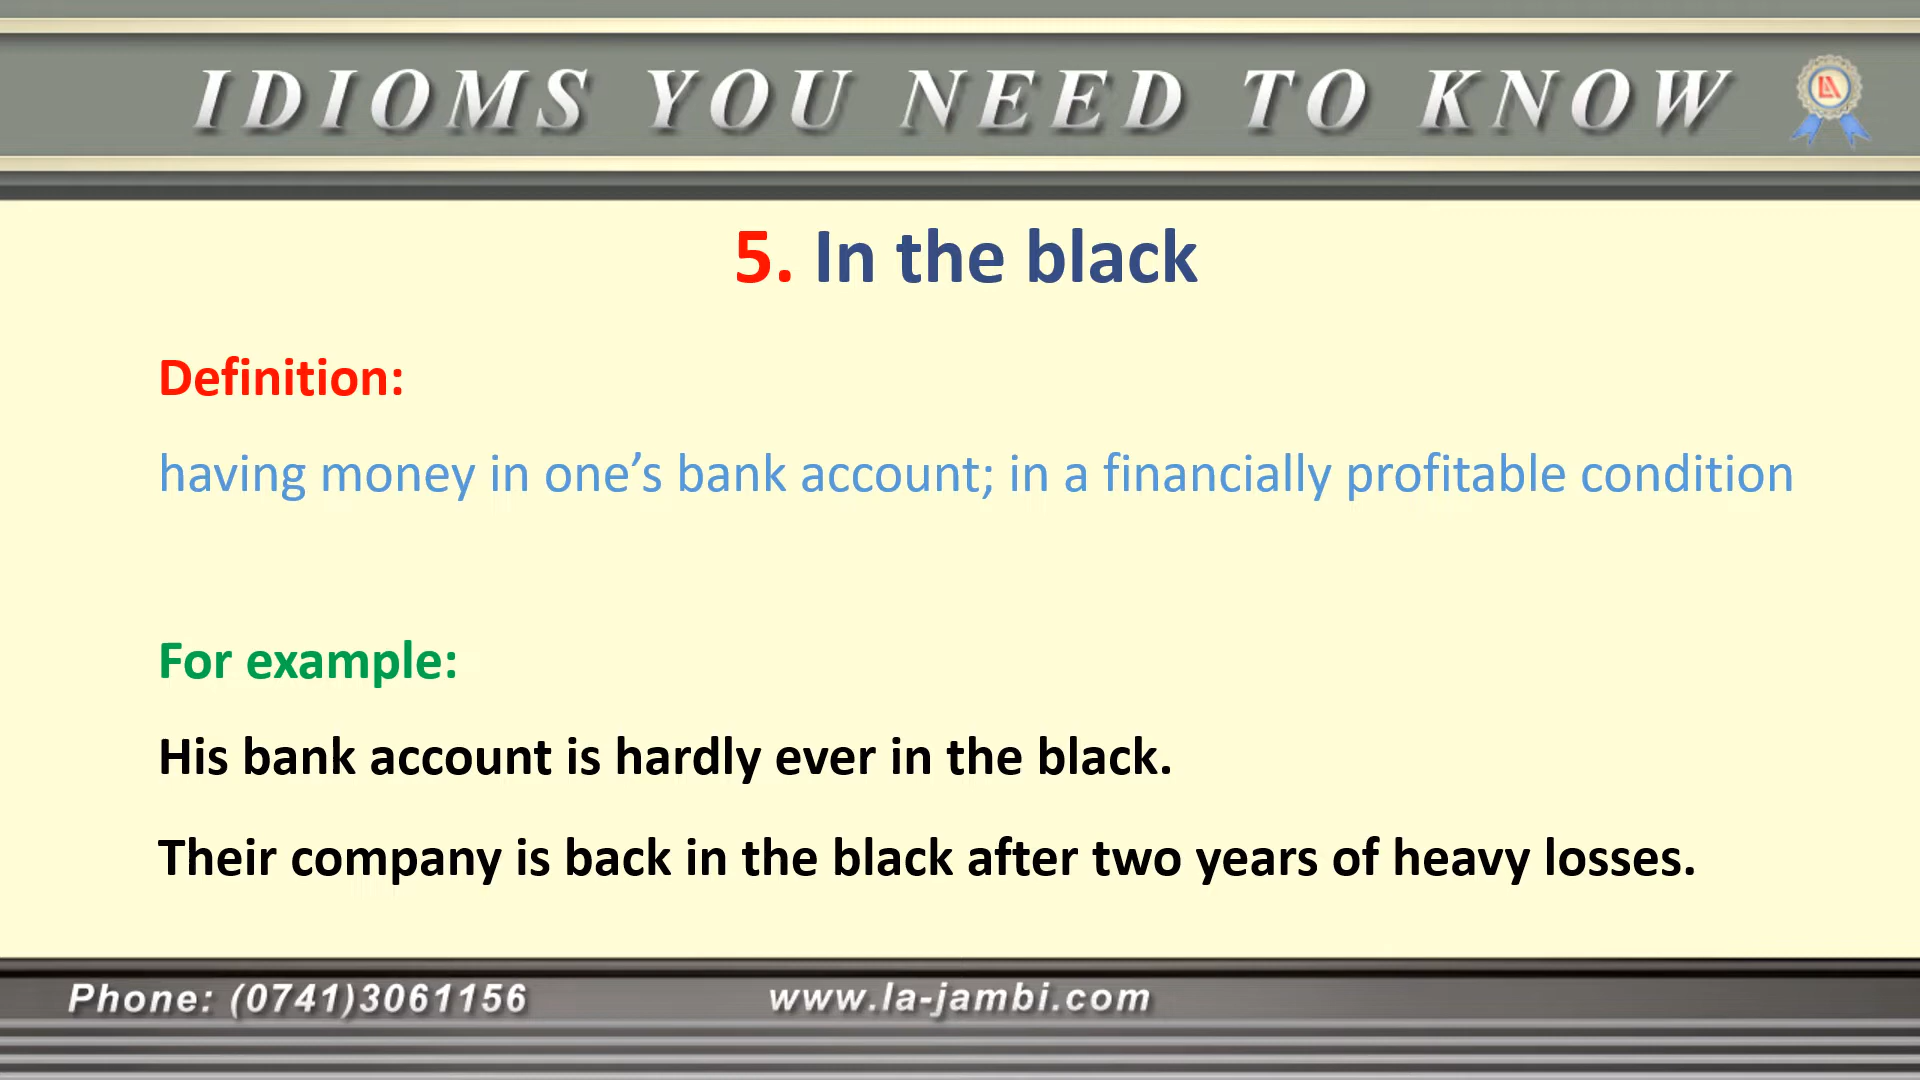 IDIOMS YOU NEED TO KNOW
LA
5. In the black
Definition:
having money in one’s bank account; in a financially profitable condition
For example:
His bank account is hardly ever in the black.
Their company is back in the black after two years of heavy losses.
Phone: (0741)3061156
www.la-jambi.com